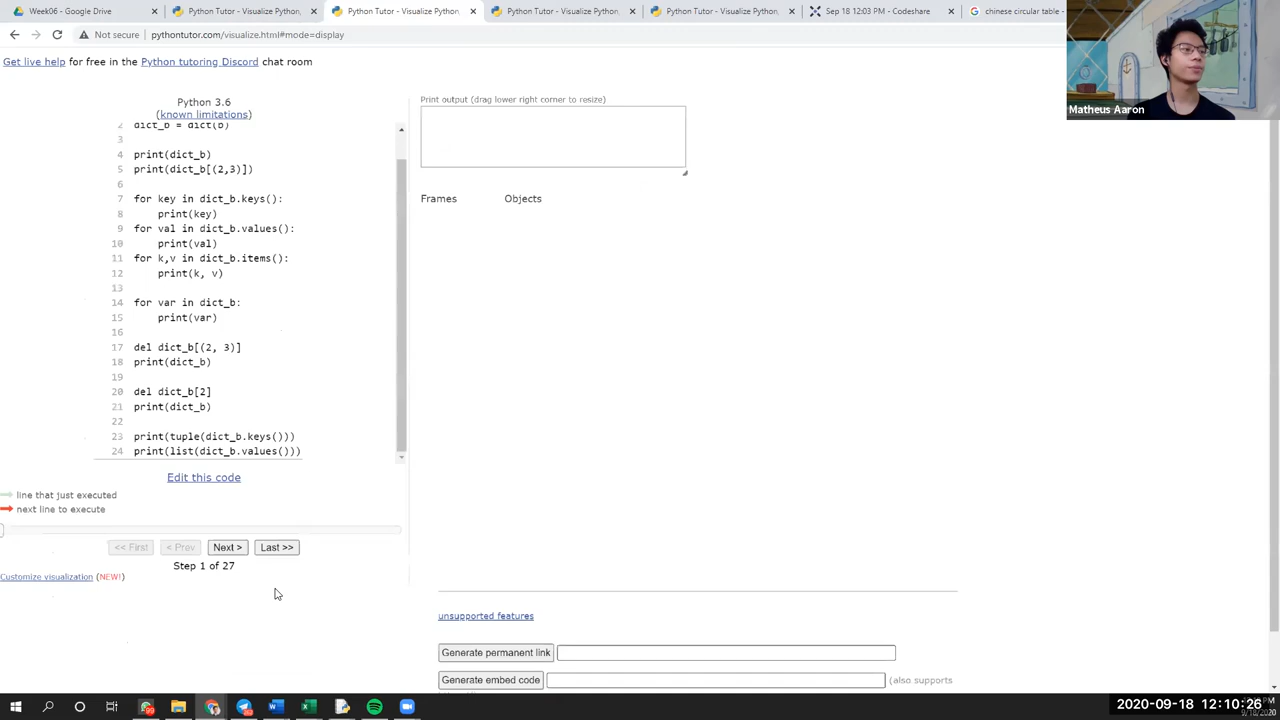 Week06 - Google Drive
Python Tutor - Visualize Python,
Python Tutor - Visualize Python,
Python Tutor - Visualize Python,
Python Tutor - Visualize Python,
Sep 18 12:03 PM - Codeshare
chinese circular table -
Not secure
pythontutor.com/visualize.html#mode=display
Get live help for free in the Python tutoring Discord chat room
Python 3.6
(known limitations)
2 dict_b = dict(b)
3
4 print(dict_b)
5 print(dict_b[(2,3)])
6
7 for key in dict_b.keys():
8 print(key)
9 for val in dict_b.values():
10 print(val)
11 for k,v in dict_b.items():
12 print(k, v)
13
14 for var in dict_b:
15 print(var)
16
17 del dict_b[(2, 3)]
18 print(dict_b)
19
20 del dict_b[2]
21 print(dict_b)
22
23 print(tuple(dict_b.keys()))
24 print(list(dict_b.values()))
Edit this code
line that just executed
next line to execute
<< First
< Prev
Next >
Last >>
Step 1 of 27
Customize visualization (NEW!)
Print output (drag lower right corner to resize)
Frames
Objects
unsupported features
Generate permanent link
Generate embed code
(also supports
Matheus Aaron
2020-09-18 12:10:26